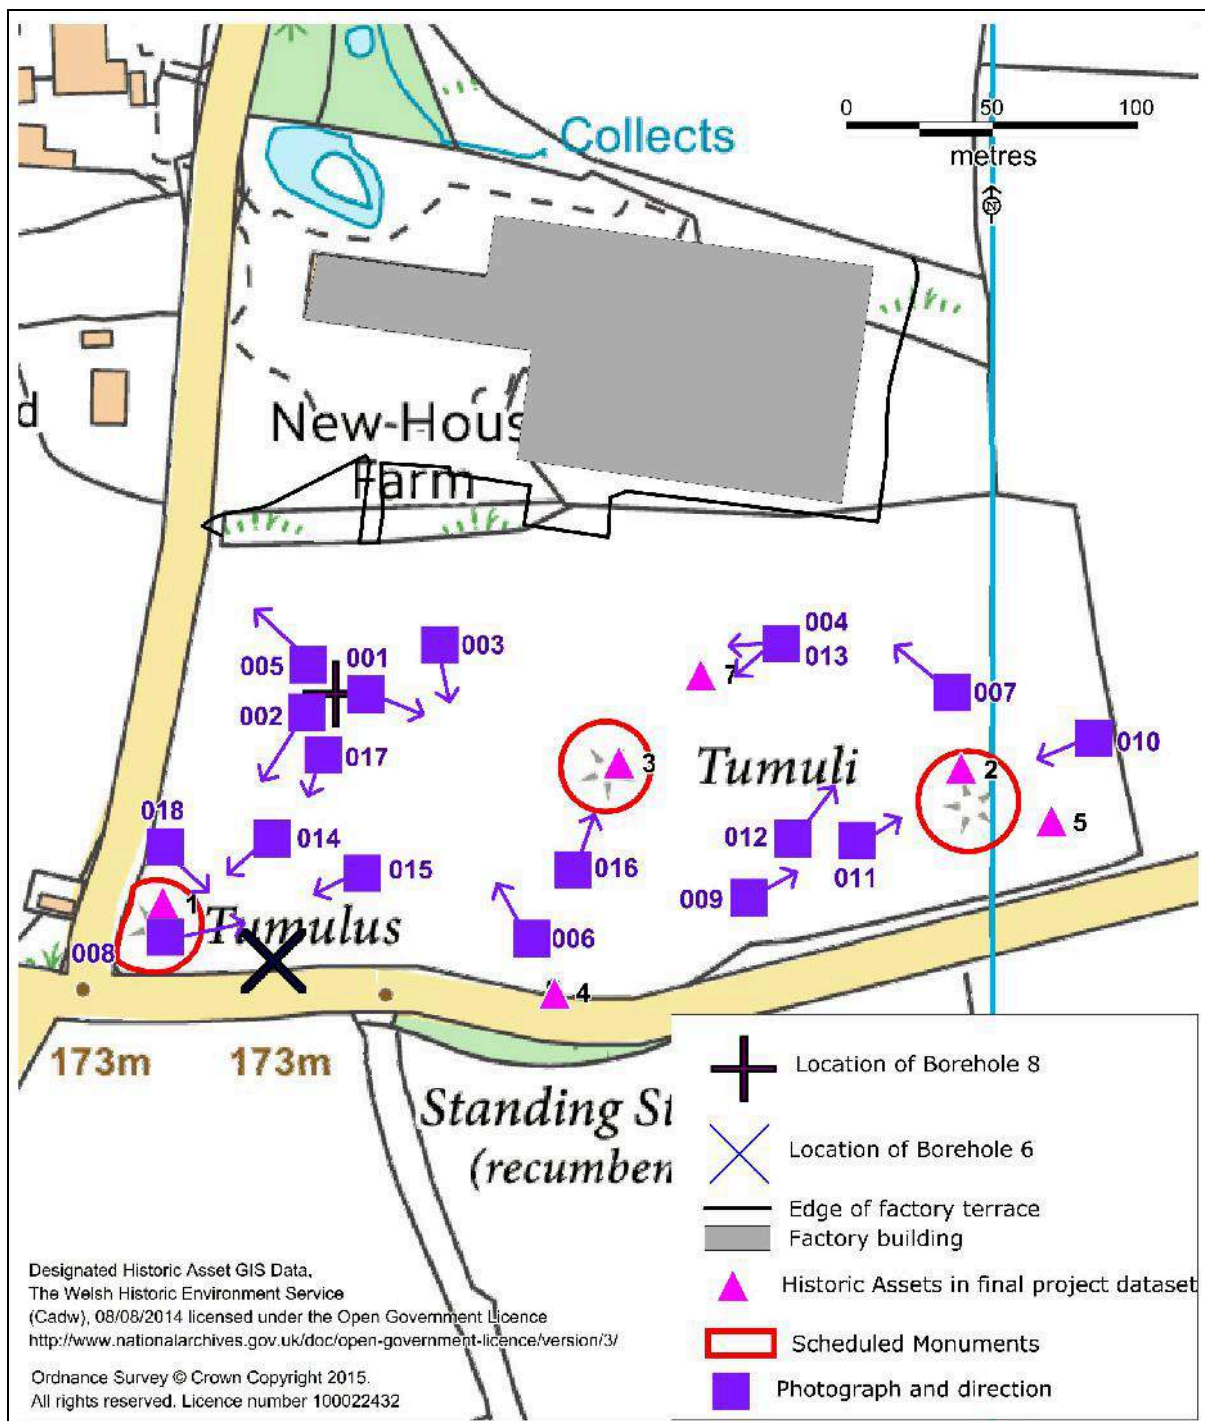 0 50 100
metres
N
Collects
New-Hous
Farm
d
003
004
005
001
013
002
7
007
017
010
3
Tumuli
2
018
014
012
5
015
016
011
1
009
Tumulus
008
006
4
173m
173m
Standing St
(recumben
Location of Borehole 8
Location of Borehole 6
Edge of factory terrace
Factory building
Historic Assets in final project dataset
Scheduled Monuments
Photograph and direction
Designated Historic Asset GIS Data,
The Welsh Historic Environment Service
(Cadw), 08/08/2014 licensed under the Open Government Licence
http://www.nationalarchives.gov.uk/doc/open-government-licence/version/3/
Ordnance Survey © Crown Copyright 2015.
All rights reserved. Licence number 100022432